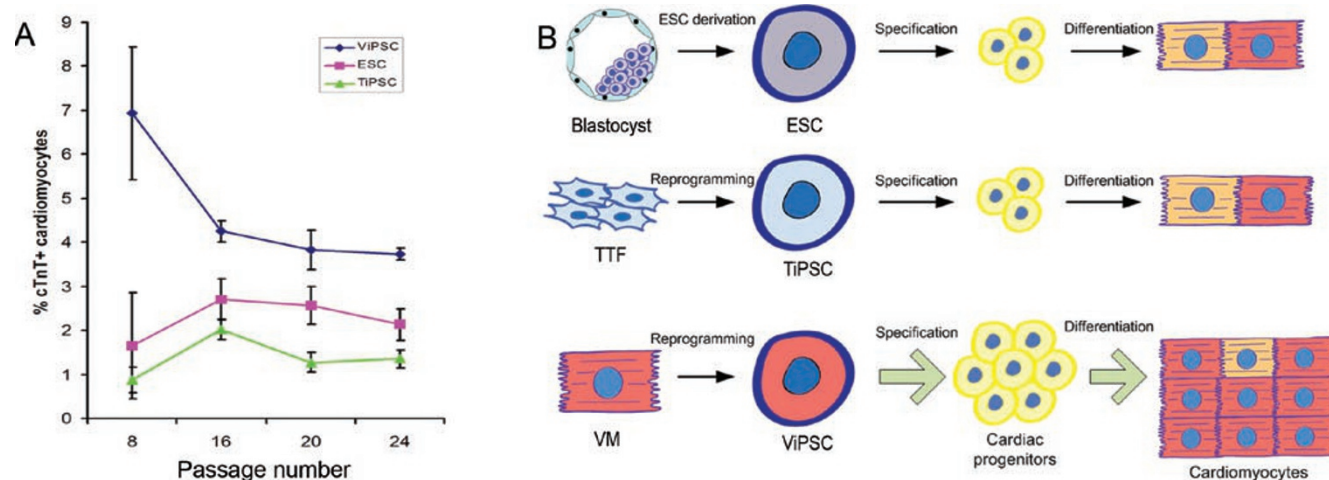 A
% cTnT+ cardiomyocytes
9
8
7
6
5
4
3
2
1
0
8 16 20 24
Passage number
ViPSC
ESC
TiPSC
B
ESC derivation
Specification
Differentiation
Blastocyst
ESC
Reprogramming
Specification
Differentiation
TTF
TiPSC
Reprogramming
Specification
Differentiation
VM
ViPSC
Cardiac
progenitors
Cardiomyocytes